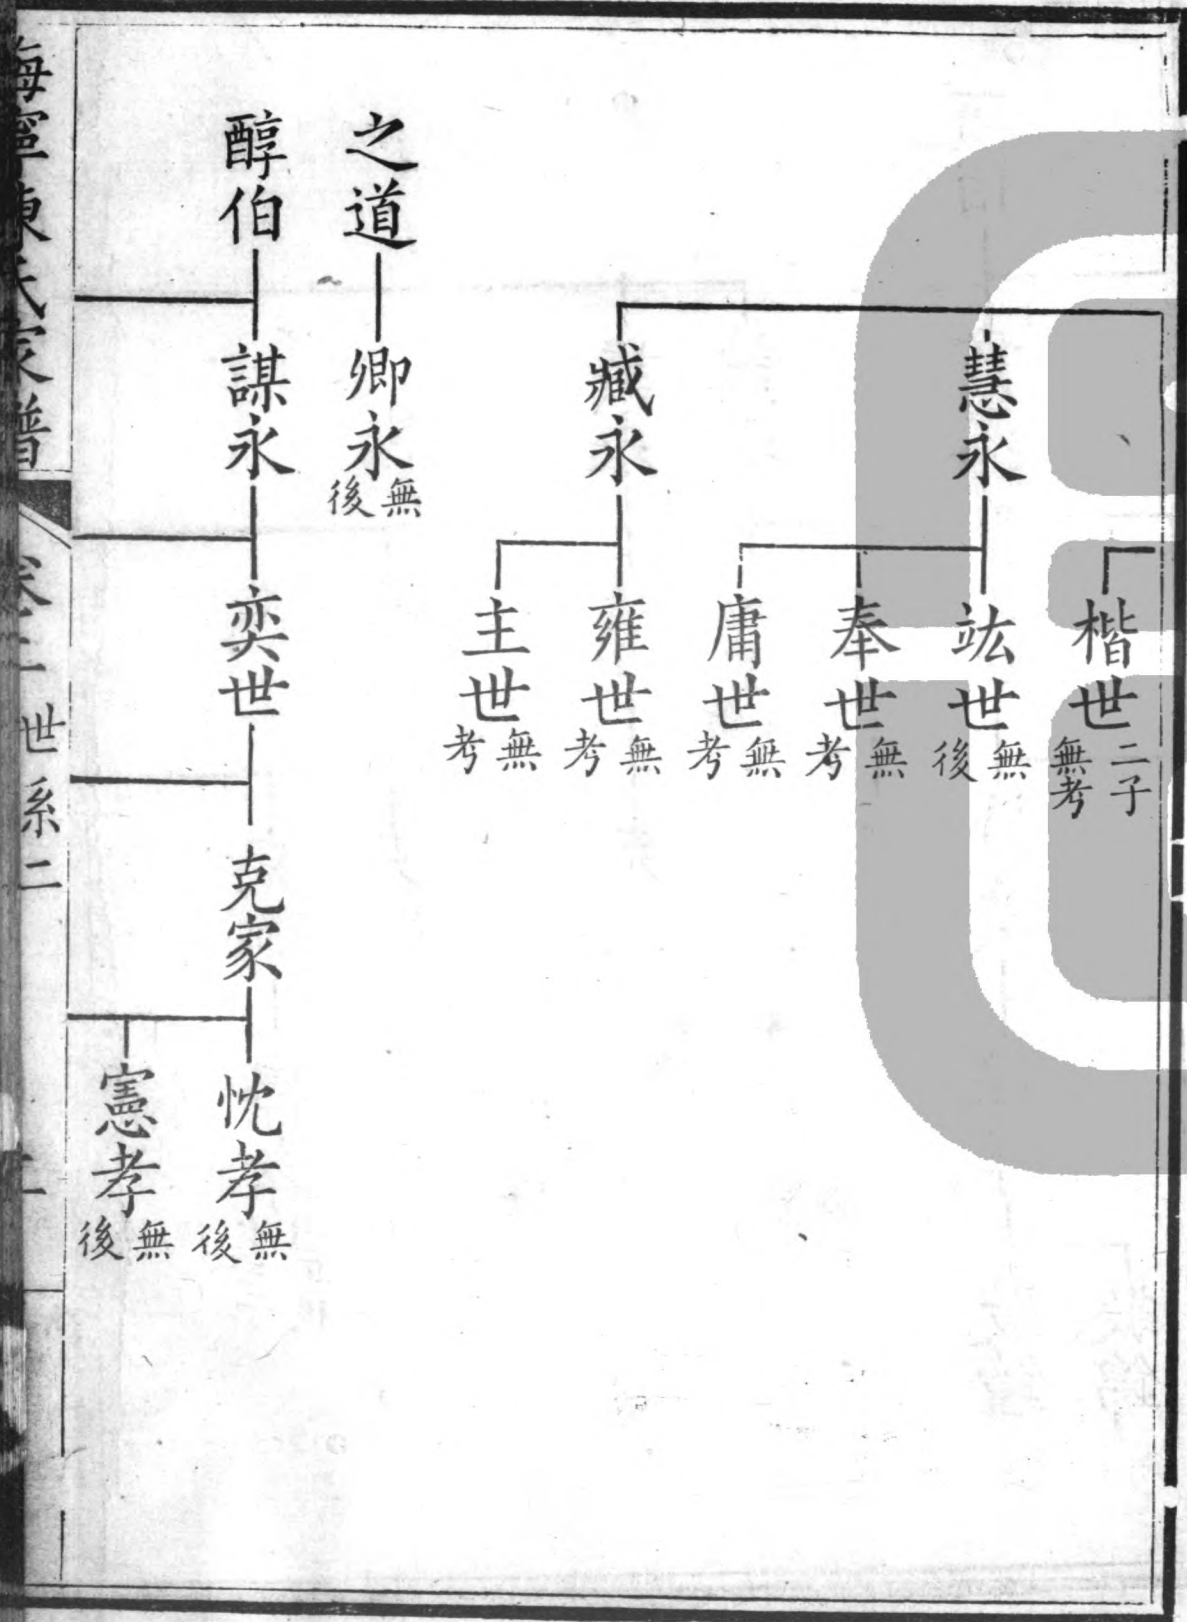 楷世
二子
無考
慧永
竑世
無後
奉世
無考
庸世
無考
臧永
雍世
無考
主世
無考
之道
卿永
無後
醇伯
謀永
奕世
克家
忱孝
無後
憲孝
無後
海寧陳氏家譜
世系二